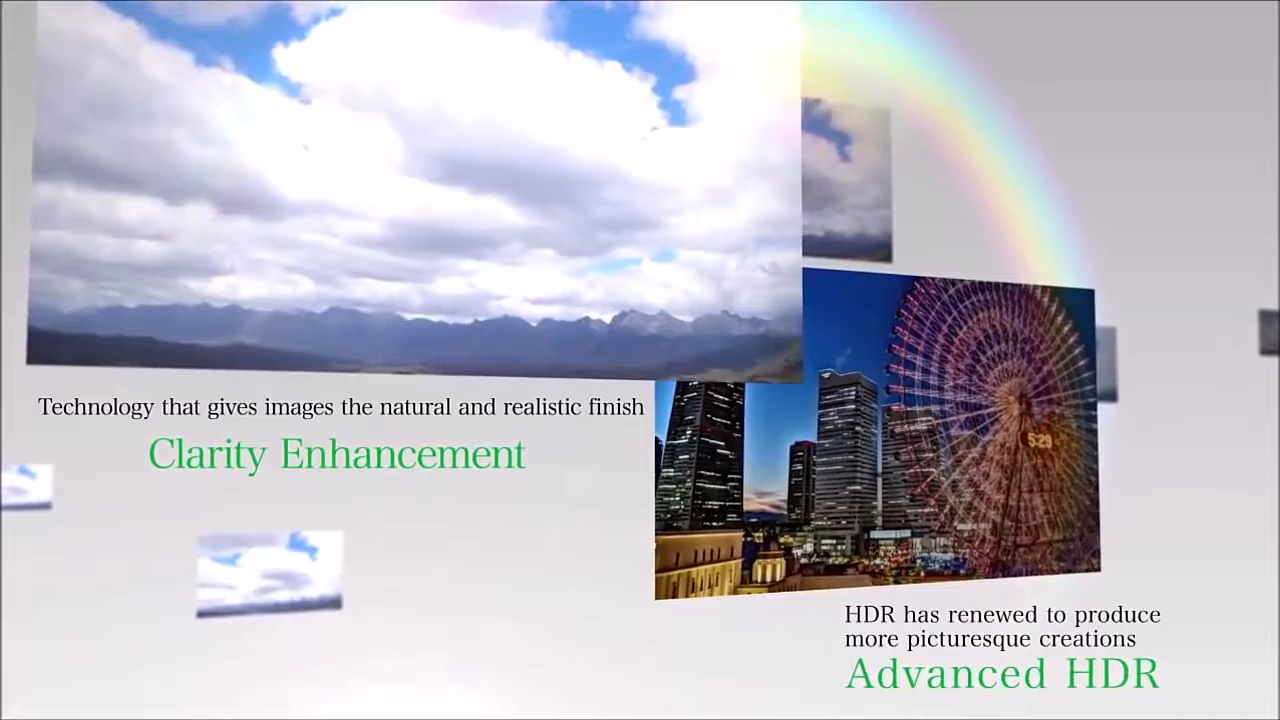 Technology that gives images the natural and realistic finish
Clarity Enhancement
S29
HDR has renewed to produce
more picturesque creations
Advanced HDR